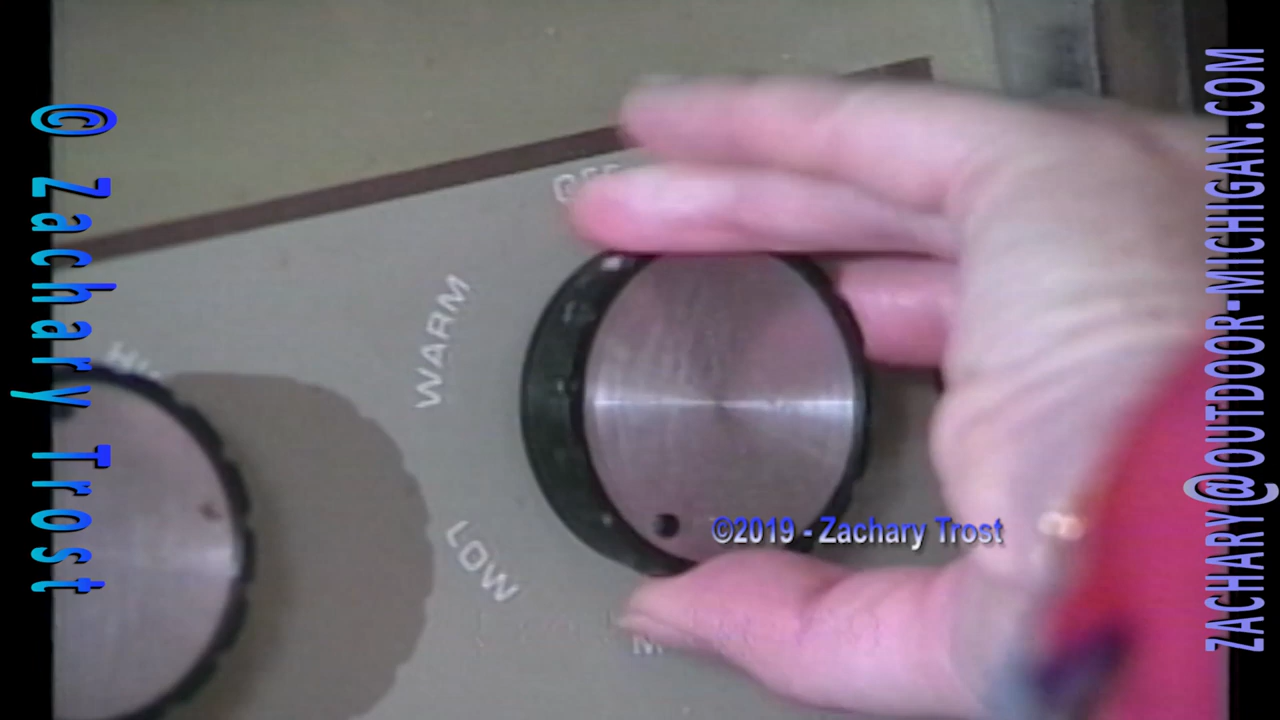 © Zachary Trost
WARM
LOW
©2019 - Zachary Trost
ZACHARY@OUTDOOR-MICHIGAN.COM